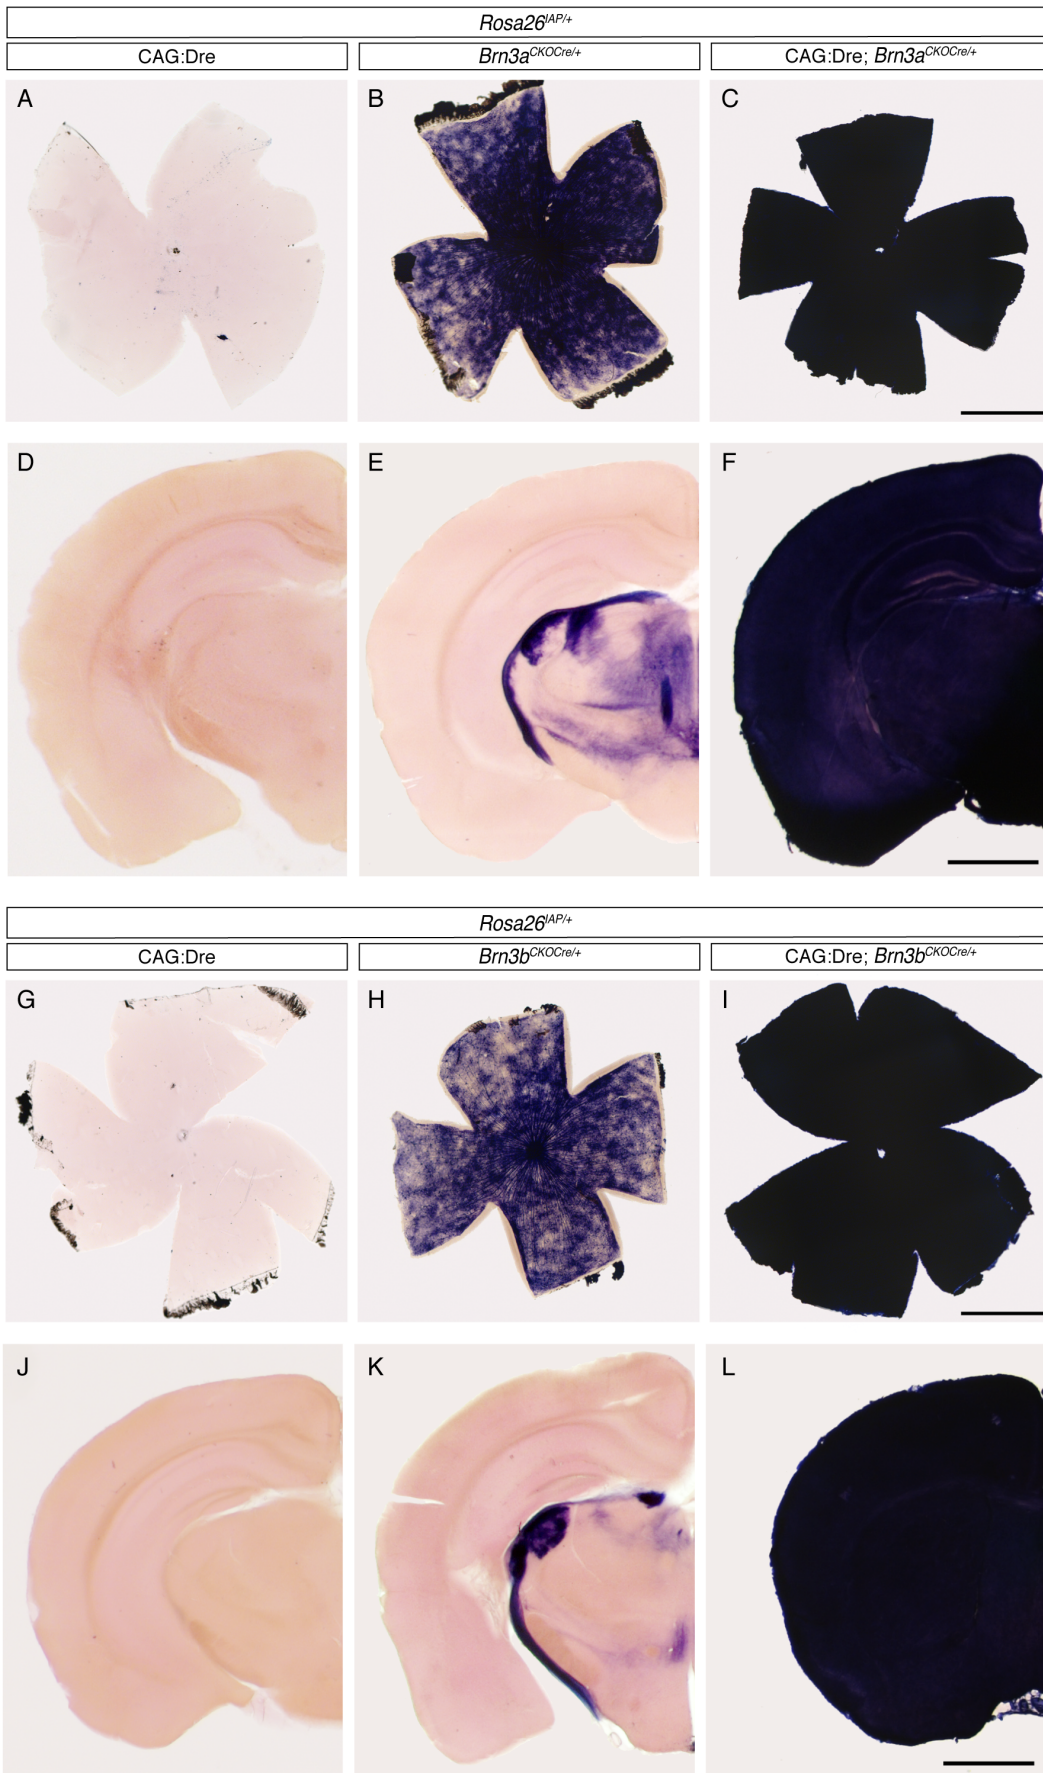 Rosa26IAP/+
CAG:Dre
Brn3aCKOCre/+
CAG:Dre; Brn3aCKOCre/+
A
B
C
D
E
F
Rosa26IAP/+
CAG:Dre
Brn3bCKOCre/+
CAG:Dre; Brn3bCKOCre/+
G
H
I
J
K
L